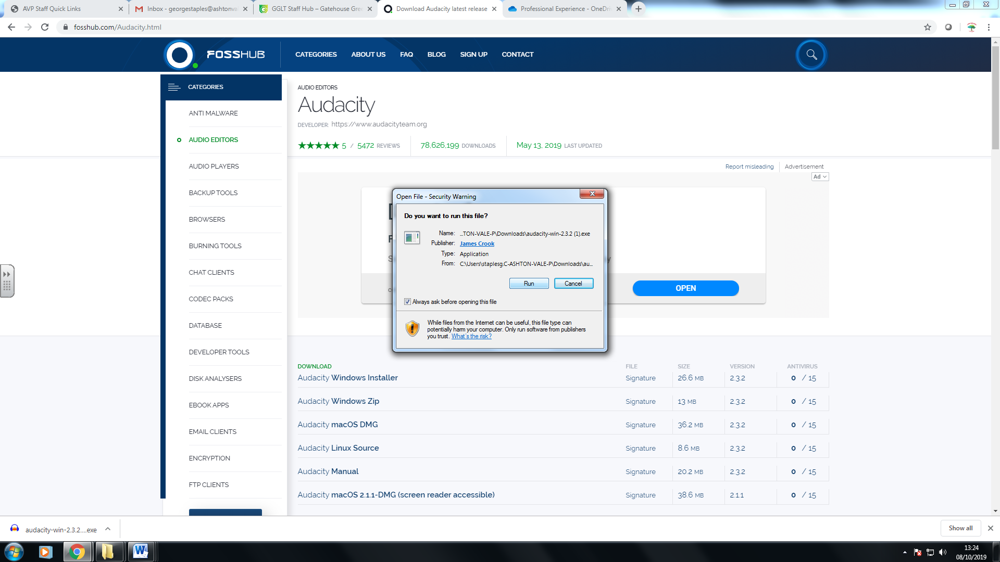 AVP Staff Quick Links
Inbox - georgestaples@ashtonva
GGLT Staff Hub – Gatehouse Gre
Download Audacity latest release
Professional Experience - OneDri
fosshub.com/Audacity.html
FOSSHUB
CATEGORIES
ABOUT US
FAQ
BLOG
SIGN UP
CONTACT
CATEGORIES
ANTI MALWARE
AUDIO EDITORS
AUDIO PLAYERS
BACKUP TOOLS
BROWSERS
BURNING TOOLS
CHAT CLIENTS
CODEC PACKS
DATABASE
DEVELOPER TOOLS
DISK ANALYSERS
EBOOK APPS
EMAIL CLIENTS
ENCRYPTION
FTP CLIENTS
AUDIO EDITORS
Audacity
DEVELOPER: https://www.audacityteam.org
★★★★★ 5 / 5472 REVIEWS
78,626,199 DOWNLOADS
May 13, 2019 LAST UPDATED
Report misleading
Advertisement
Ad
OPEN
Open File - Security Warning
Do you want to run this file?
Name: ...TON-VALE-P\Downloads\audacity-win-2.3.2 (1).exe
Publisher: James Crook
Type: Application
From: C:\Users\staplesg.C-ASHTON-VALE-P\Downloads\au...
Run
Cancel
Always ask before opening this file
While files from the Internet can be useful, this file type can
potentially harm your computer. Only run software from publishers
you trust. What's the risk?
DOWNLOAD FILE SIZE VERSION ANTIVIRUS
Audacity Windows Installer Signature 26.6 MB 2.3.2 0 / 15
Audacity Windows Zip Signature 13 MB 2.3.2 0 / 15
Audacity macOS DMG Signature 36.2 MB 2.3.2 0 / 15
Audacity Linux Source Signature 8.6 MB 2.3.2 0 / 15
Audacity Manual Signature 20.2 MB 2.3.2 0 / 15
Audacity macOS 2.1.1-DMG (screen reader accessible) Signature 38.6 MB 2.1.1 0 / 15
audacity-win-2.3.2....exe
Show all
13:24
08/10/2019